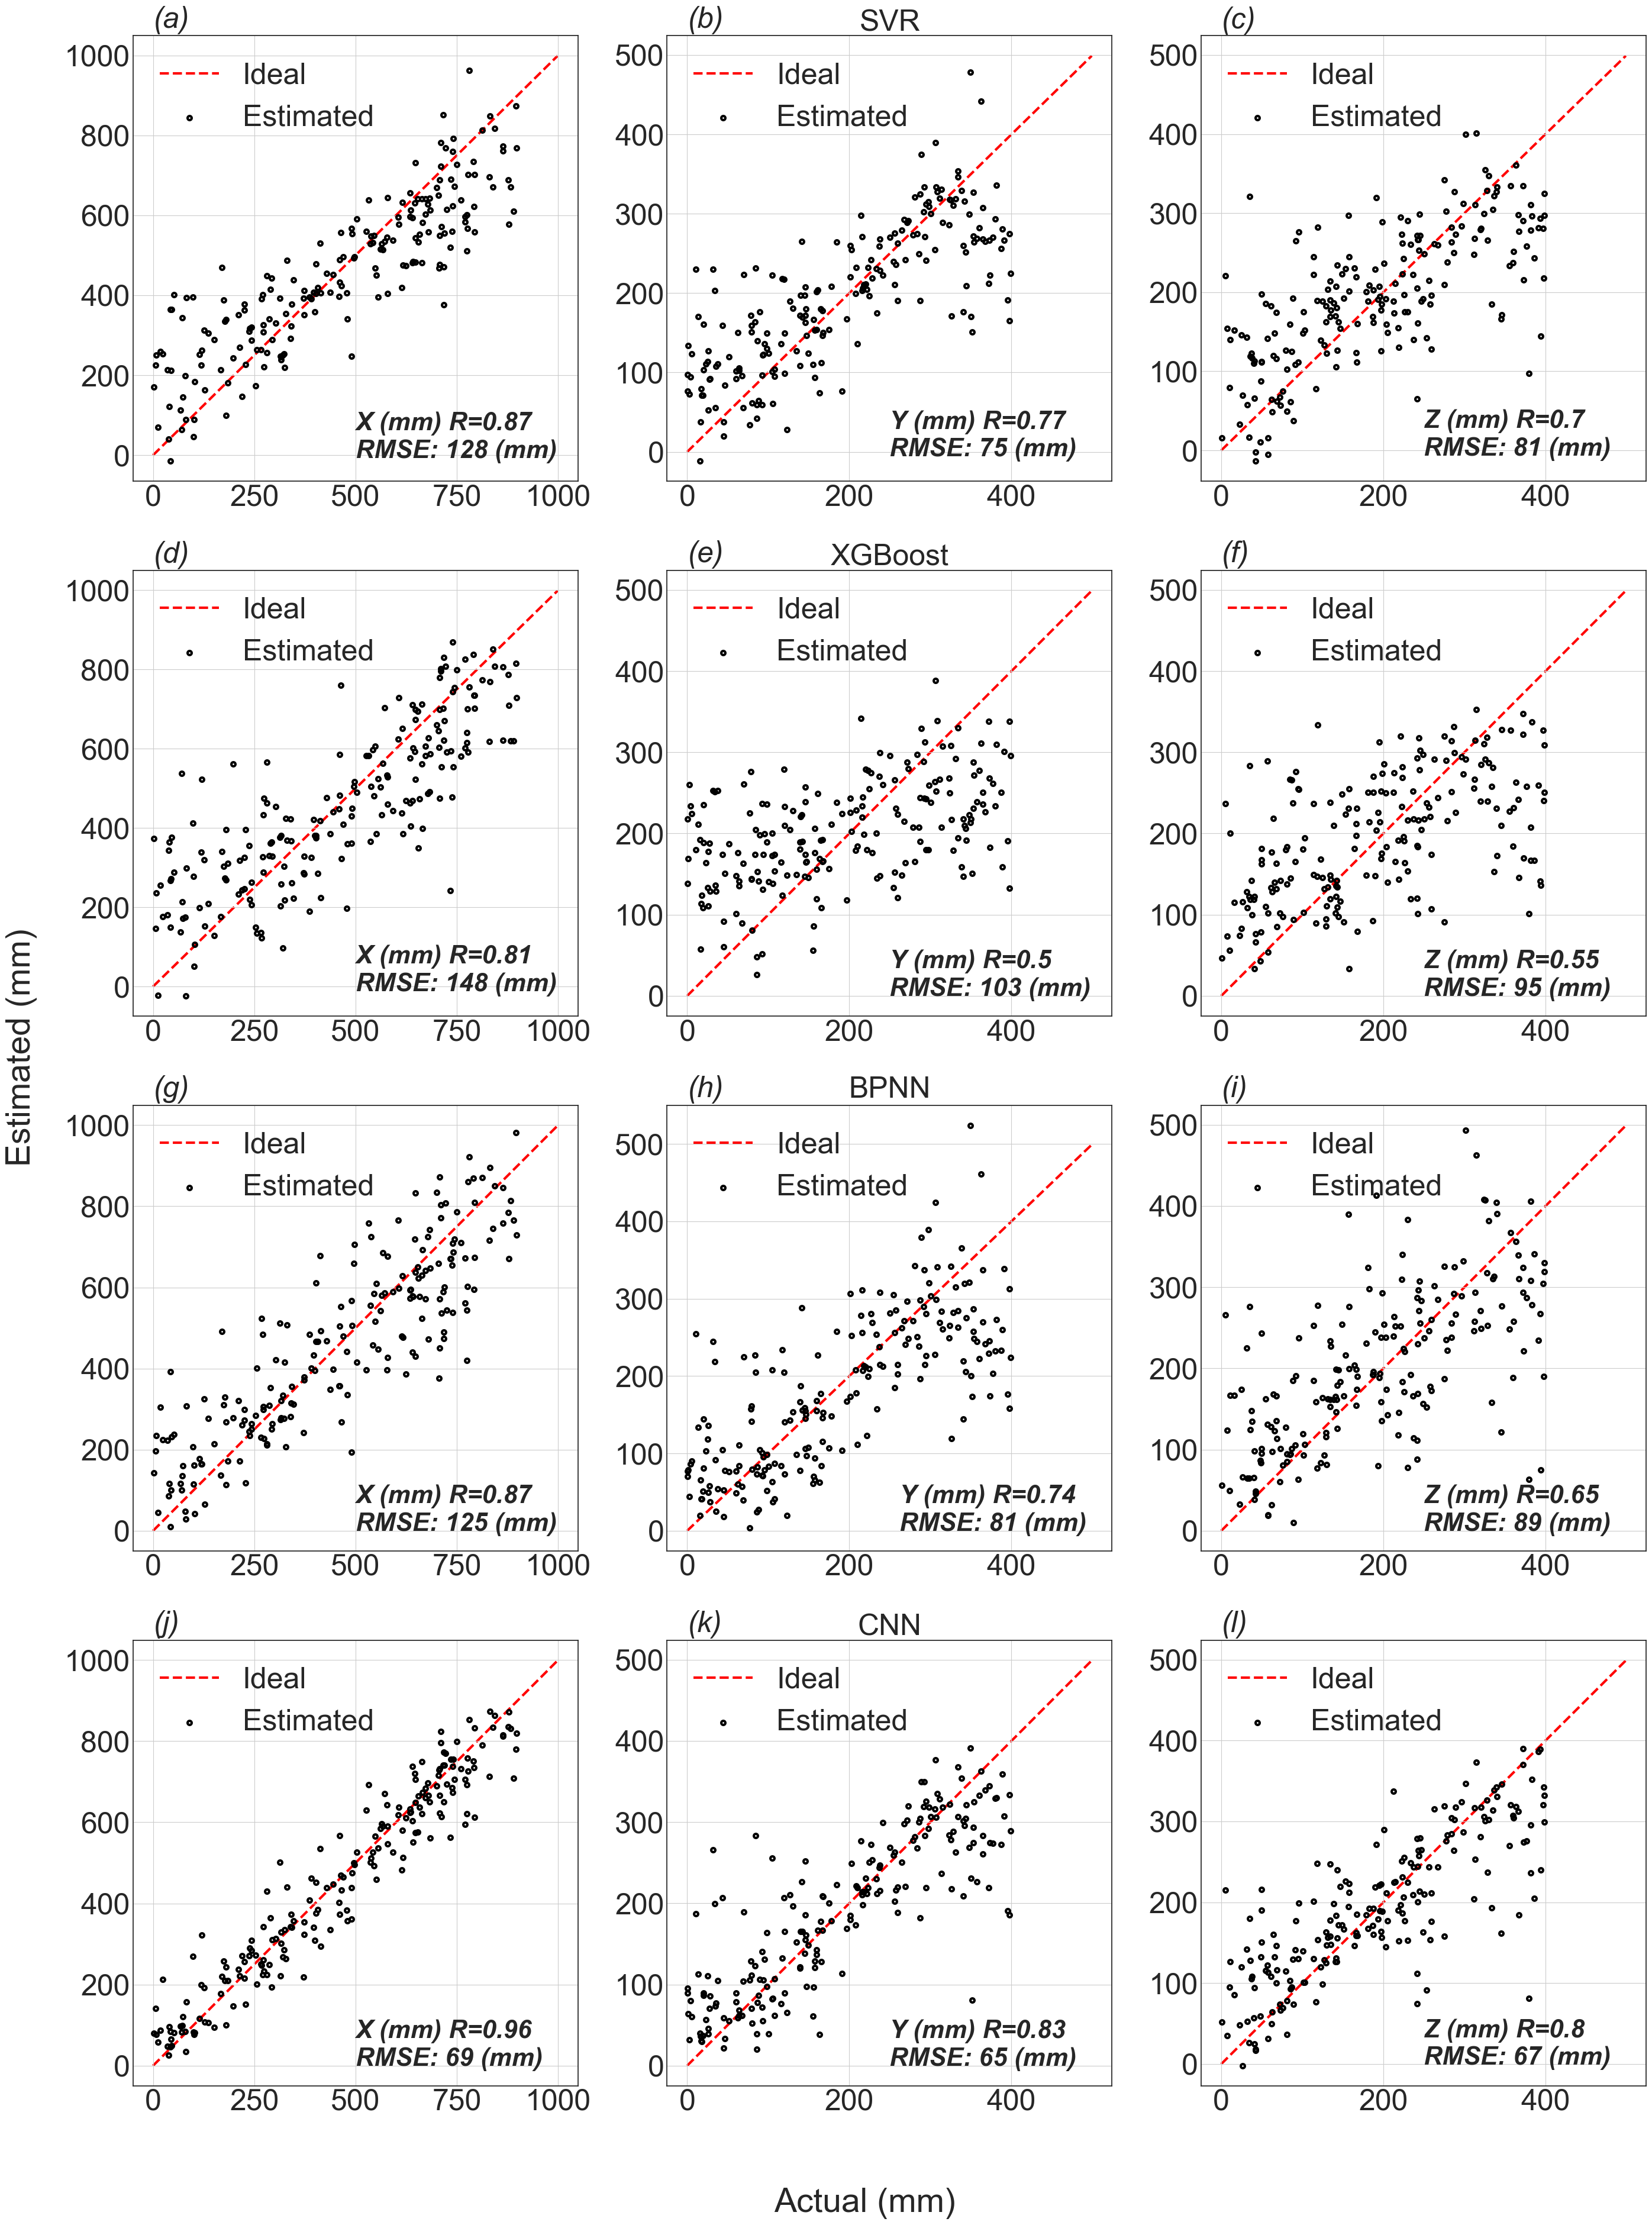 (a)
(b)
SVR
(c)
1000
800
600
400
200
0
Ideal
Estimated
X (mm) R=0.87
RMSE: 128 (mm)
0 250 500 750 1000
500
400
300
200
100
0
Ideal
Estimated
Y (mm) R=0.77
RMSE: 75 (mm)
0 200 400
500
400
300
200
100
0
Ideal
Estimated
Z (mm) R=0.7
RMSE: 81 (mm)
0 200 400
(d)
(e)
XGBoost
(f)
1000
800
600
400
200
0
Ideal
Estimated
X (mm) R=0.81
RMSE: 148 (mm)
0 250 500 750 1000
500
400
300
200
100
0
Ideal
Estimated
Y (mm) R=0.5
RMSE: 103 (mm)
0 200 400
500
400
300
200
100
0
Ideal
Estimated
Z (mm) R=0.55
RMSE: 95 (mm)
0 200 400
Estimated (mm)
(g)
(h)
BPNN
(i)
1000
800
600
400
200
0
Ideal
Estimated
X (mm) R=0.87
RMSE: 125 (mm)
0 250 500 750 1000
500
400
300
200
100
0
Ideal
Estimated
Y (mm) R=0.74
RMSE: 81 (mm)
0 200 400
500
400
300
200
100
0
Ideal
Estimated
Z (mm) R=0.65
RMSE: 89 (mm)
0 200 400
(j)
(k)
CNN
(l)
1000
800
600
400
200
0
Ideal
Estimated
X (mm) R=0.96
RMSE: 69 (mm)
0 250 500 750 1000
500
400
300
200
100
0
Ideal
Estimated
Y (mm) R=0.83
RMSE: 65 (mm)
0 200 400
500
400
300
200
100
0
Ideal
Estimated
Z (mm) R=0.8
RMSE: 67 (mm)
0 200 400
Actual (mm)